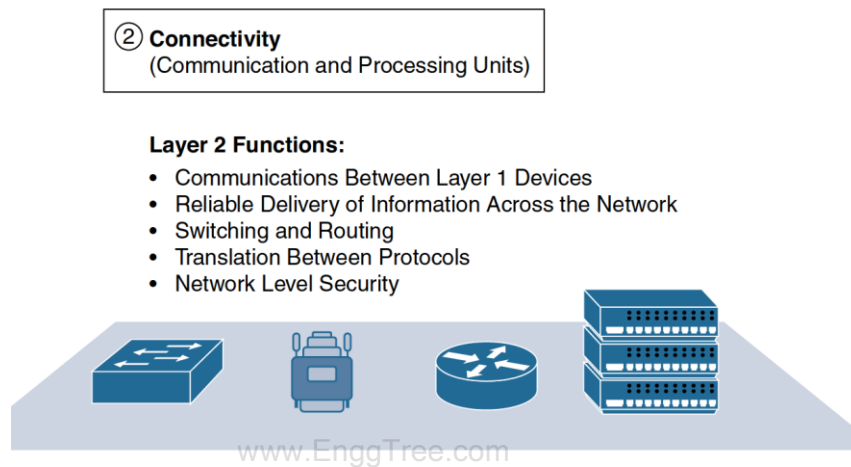 ② Connectivity
(Communication and Processing Units)
Layer 2 Functions:
• Communications Between Layer 1 Devices
• Reliable Delivery of Information Across the Network
• Switching and Routing
• Translation Between Protocols
• Network Level Security
www.EnggTree.com